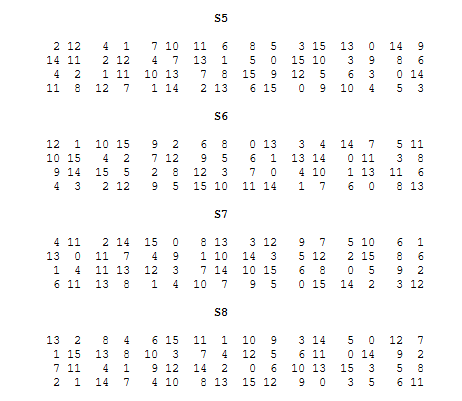 S5
2 12 4 1 7 10 11 6 8 5 3 15 13 0 14 9
14 11 2 12 4 7 13 1 5 0 15 10 3 9 8 6
4 2 1 11 10 13 7 8 15 9 12 5 6 3 0 14
11 8 12 7 1 14 2 13 6 15 0 9 10 4 5 3
S6
12 1 10 15 9 2 6 8 0 13 3 4 14 7 5 11
10 15 4 2 7 12 9 5 6 1 13 14 0 11 3 8
9 14 15 5 2 8 12 3 7 0 4 10 1 13 11 6
4 3 2 12 9 5 15 10 11 14 1 7 6 0 8 13
S7
4 11 2 14 15 0 8 13 3 12 9 7 5 10 6 1
13 0 11 7 4 9 1 10 14 3 5 12 2 15 8 6
1 4 11 13 12 3 7 14 10 15 6 8 0 5 9 2
6 11 13 8 1 4 10 7 9 5 0 15 14 2 3 12
S8
13 2 8 4 6 15 11 1 10 9 3 14 5 0 12 7
1 15 13 8 10 3 7 4 12 5 6 11 0 14 9 2
7 11 4 1 9 12 14 2 0 6 10 13 15 3 5 8
2 1 14 7 4 10 8 13 15 12 9 0 3 5 6 11